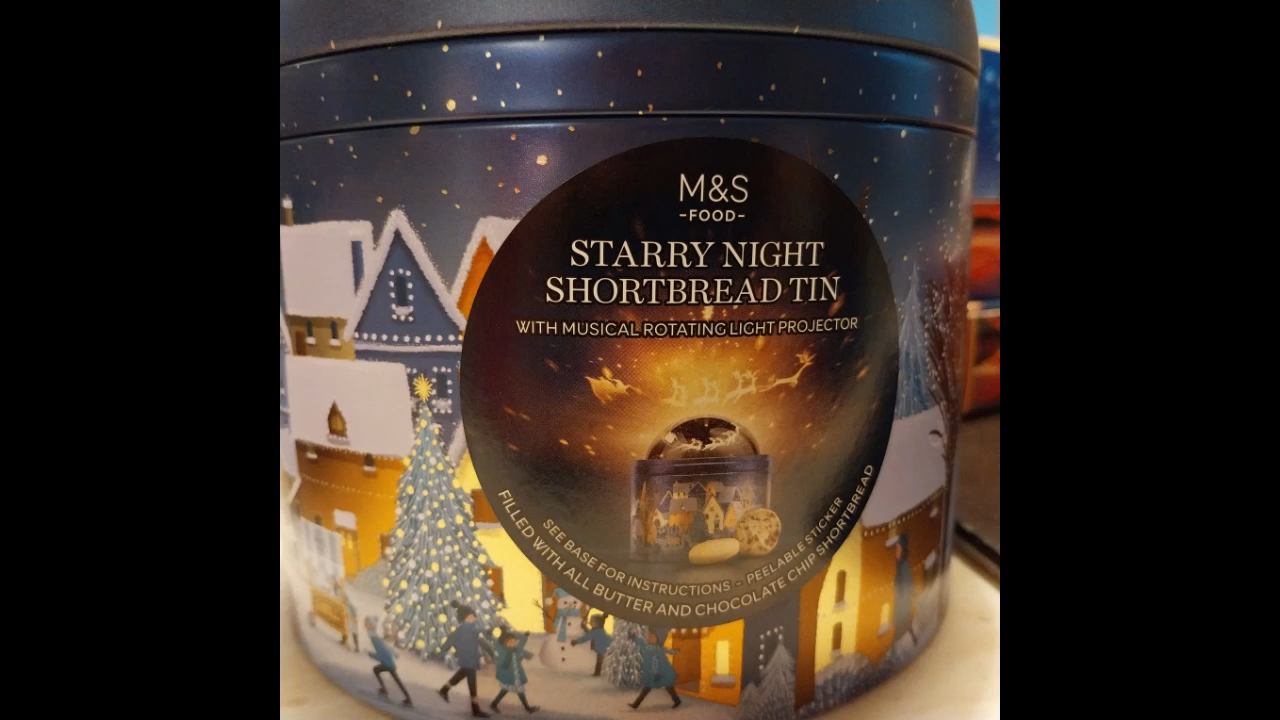 M&S
-FOOD-
STARRY NIGHT
SHORTBREAD TIN
WITH MUSICAL ROTATING LIGHT PROJECTOR
SEE BASE FOR INSTRUCTIONS - PEELABLE STICKER
FILLED WITH ALL BUTTER AND CHOCOLATE CHIP SHORTBREAD